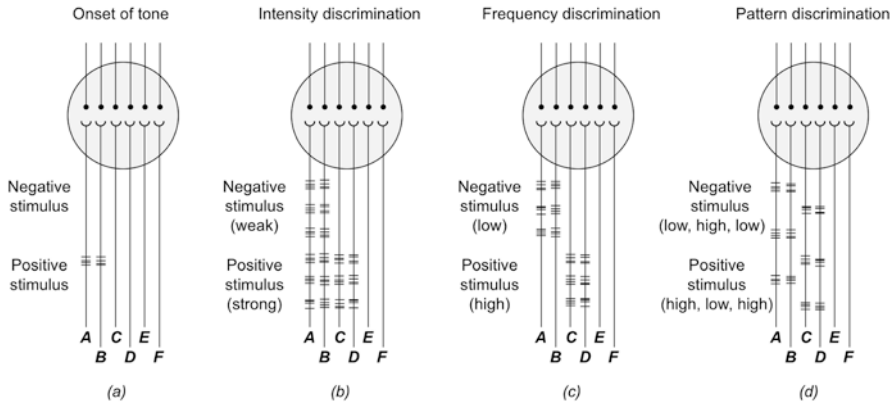 Onset of tone
Intensity discrimination
Frequency discrimination
Pattern discrimination
Negative
stimulus
Positive
stimulus
A
B
C
D
E
F
(a)
Negative
stimulus
(weak)
Positive
stimulus
(strong)
A
B
C
D
E
F
(b)
Negative
stimulus
(low)
Positive
stimulus
(high)
A
B
C
D
E
F
(c)
Negative
stimulus
(low, high, low)
Positive
stimulus
(high, low, high)
A
B
C
D
E
F
(d)